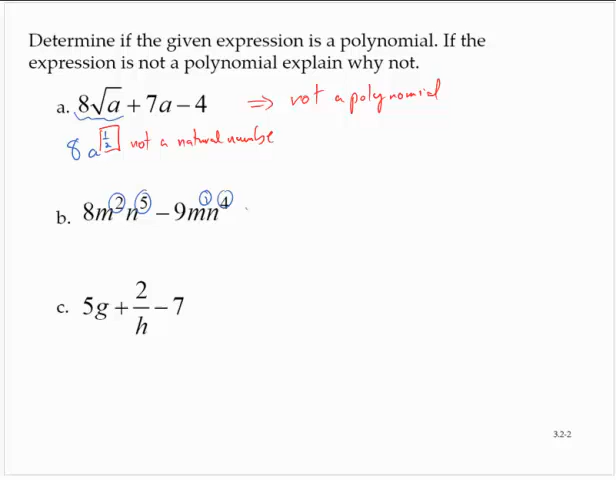 Determine if the given expression is a polynomial. If the
expression is not a polynomial explain why not.
a. 8√a + 7a − 4 ⇒ not a polynomial
8 a^(1/2) not a natural number
b. 8m²n⁵ − 9m¹n⁴
c. 5g + 2/h − 7
3.2-2